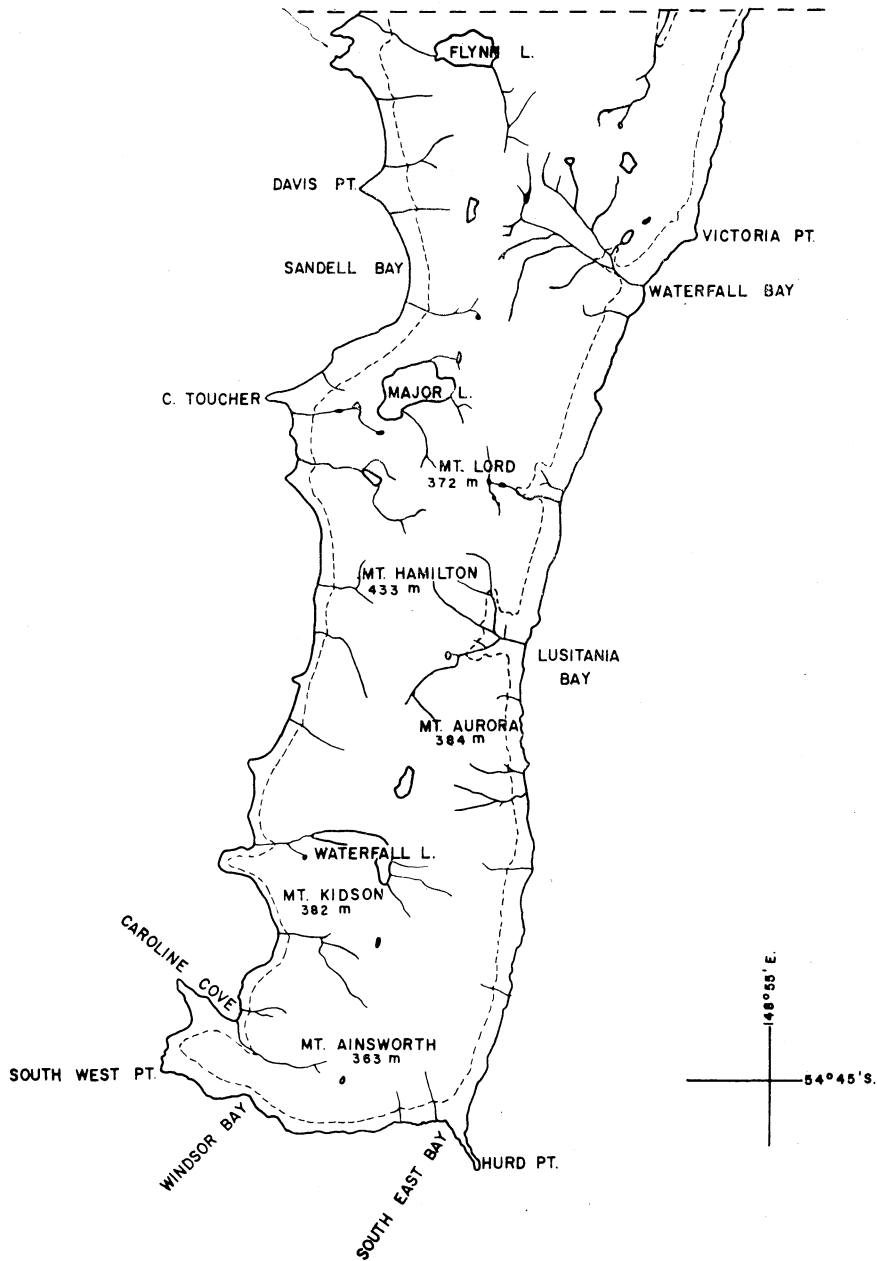 FLYNN L.
DAVIS PT.
VICTORIA PT.
SANDELL BAY
WATERFALL BAY
MAJOR L.
C. TOUCHER
MT. LORD
372 m
MT. HAMILTON
433 m
LUSITANIA
BAY
MT. AURORA
384 m
WATERFALL L.
MT. KIDSON
382 m
CAROLINE COVE
148°55' E.
MT. AINSWORTH
363 m
SOUTH WEST PT.
54°45'S.
WINDSOR BAY
SOUTH EAST BAY
HURD PT.